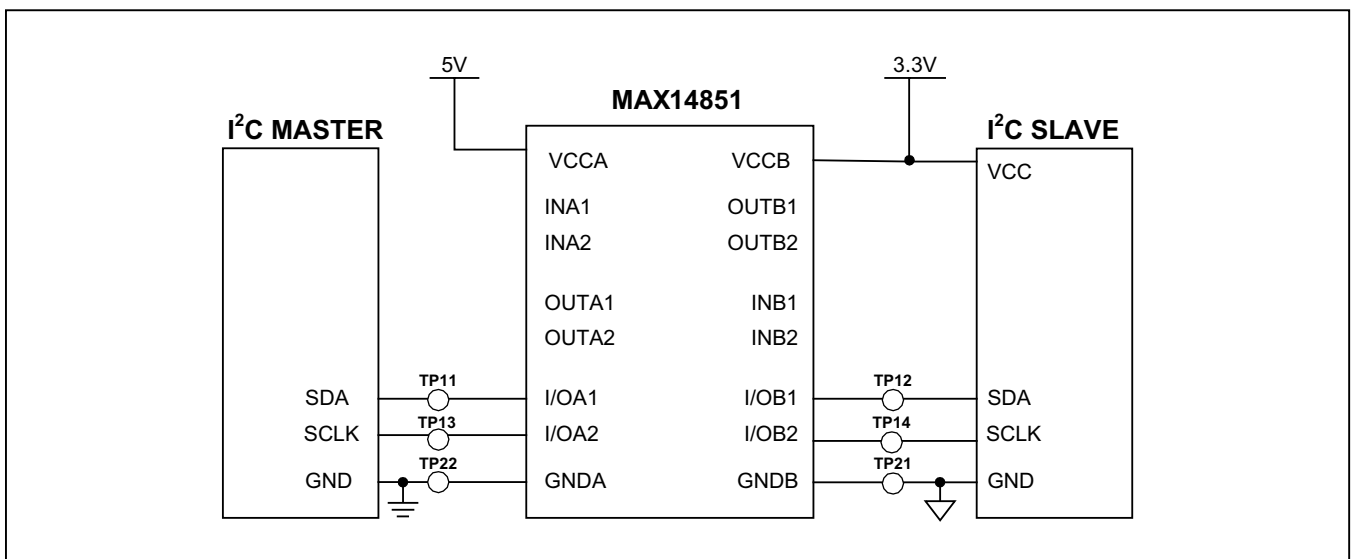 5V
3.3V
MAX14851
I²C MASTER
I²C SLAVE
VCCA
VCCB
VCC
INA1
OUTB1
INA2
OUTB2
OUTA1
INB1
OUTA2
INB2
SDA
TP11
I/OA1
I/OB1
TP12
SDA
SCLK
TP13
I/OA2
I/OB2
TP14
SCLK
GND
TP22
GNDA
GNDB
TP21
GND